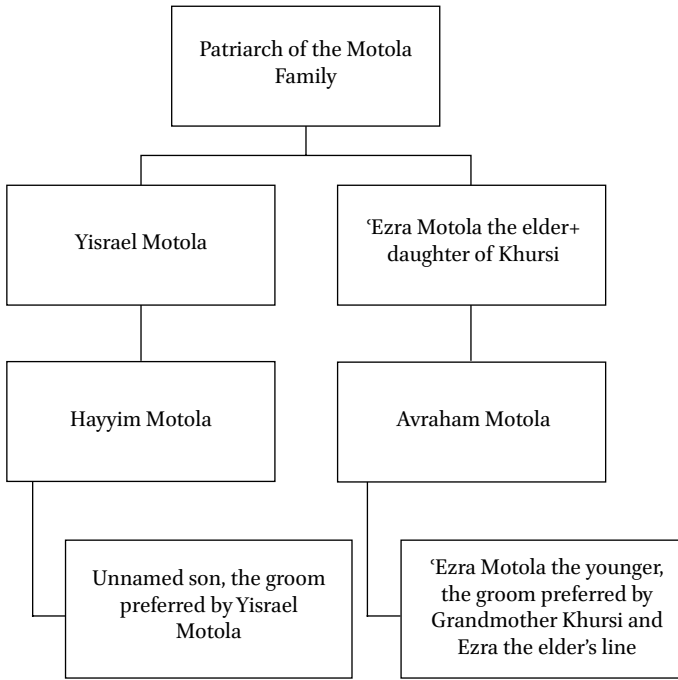 Patriarch of the Motola
Family
Yisrael Motola
ʿEzra Motola the elder+
daughter of Khursi
Hayyim Motola
Avraham Motola
Unnamed son, the groom
preferred by Yisrael
Motola
ʿEzra Motola the younger,
the groom preferred by
Grandmother Khursi and
Ezra the elder’s line